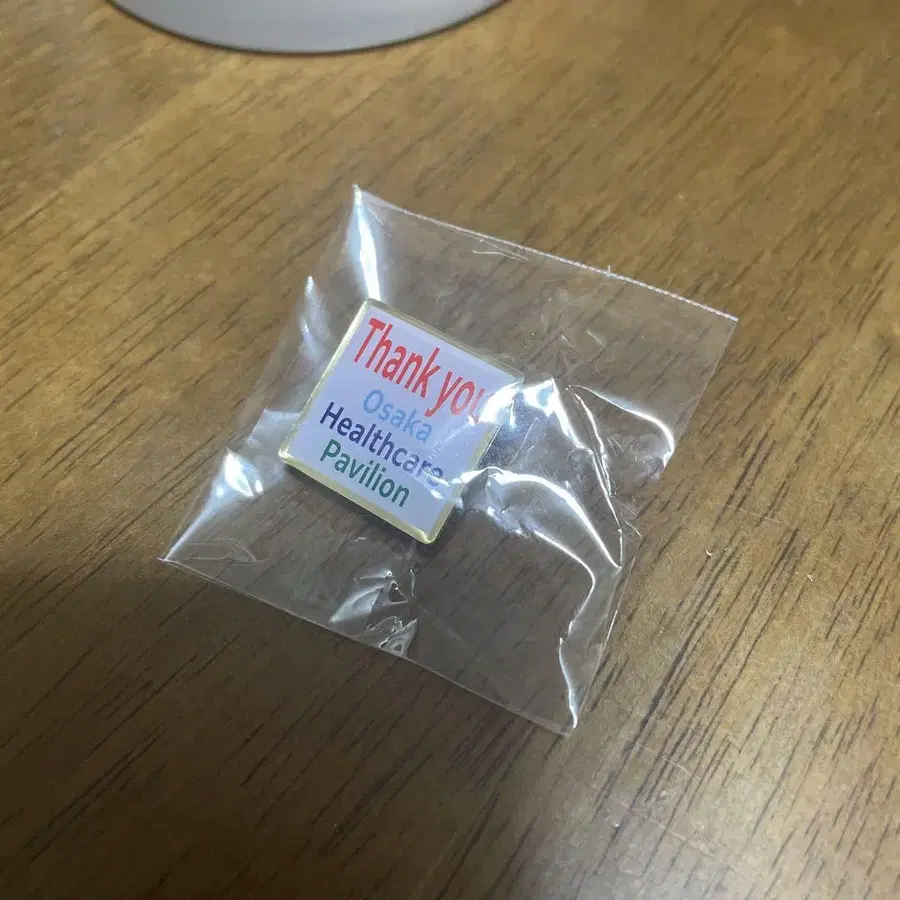 Thank you
Osaka
Healthcare
Pavilion